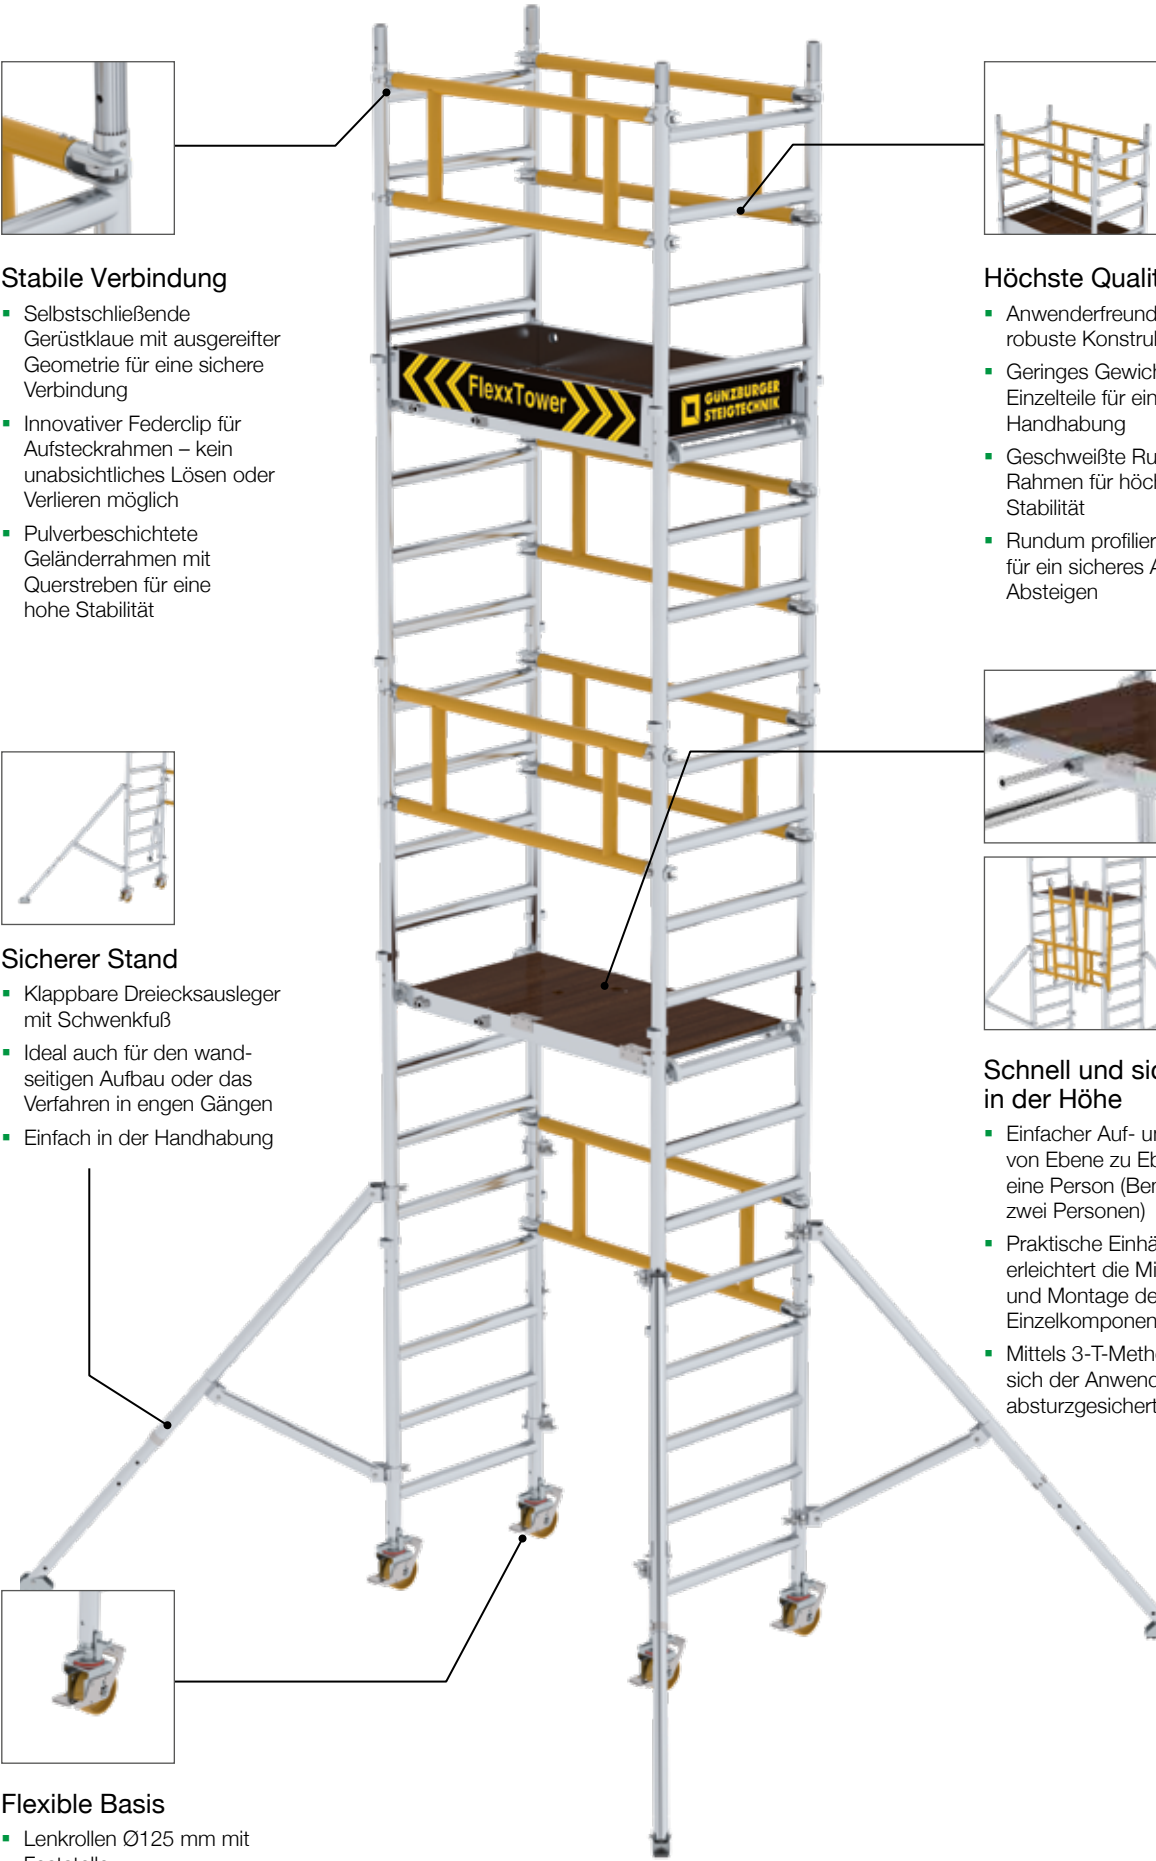 Stabile Verbindung
▪ Selbstschließende
Gerüstklaue mit ausgereifter
Geometrie für eine sichere
Verbindung
▪ Innovativer Federclip für
Aufsteckrahmen – kein
unabsichtliches Lösen oder
Verlieren möglich
▪ Pulverbeschichtete
Geländerrahmen mit
Querstreben für eine
hohe Stabilität
Sicherer Stand
▪ Klappbare Dreiecksausleger
mit Schwenkfuß
▪ Ideal auch für den wand-
seitigen Aufbau oder das
Verfahren in engen Gängen
▪ Einfach in der Handhabung
Flexible Basis
▪ Lenkrollen Ø125 mm mit
FlexxTower
GÜNZBURGER
STEIGTECHNIK
Höchste Qualit
▪ Anwenderfreund
robuste Konstru
▪ Geringes Gewich
Einzelteile für ein
Handhabung
▪ Geschweißte Ru
Rahmen für höch
Stabilität
▪ Rundum profilier
für ein sicheres A
Absteigen
Schnell und sic
in der Höhe
▪ Einfacher Auf- u
von Ebene zu Eb
eine Person (Ber
zwei Personen)
▪ Praktische Einhä
erleichtert die Mi
und Montage de
Einzelkomponen
▪ Mittels 3-T-Meth
sich der Anwend
absturzgesichert